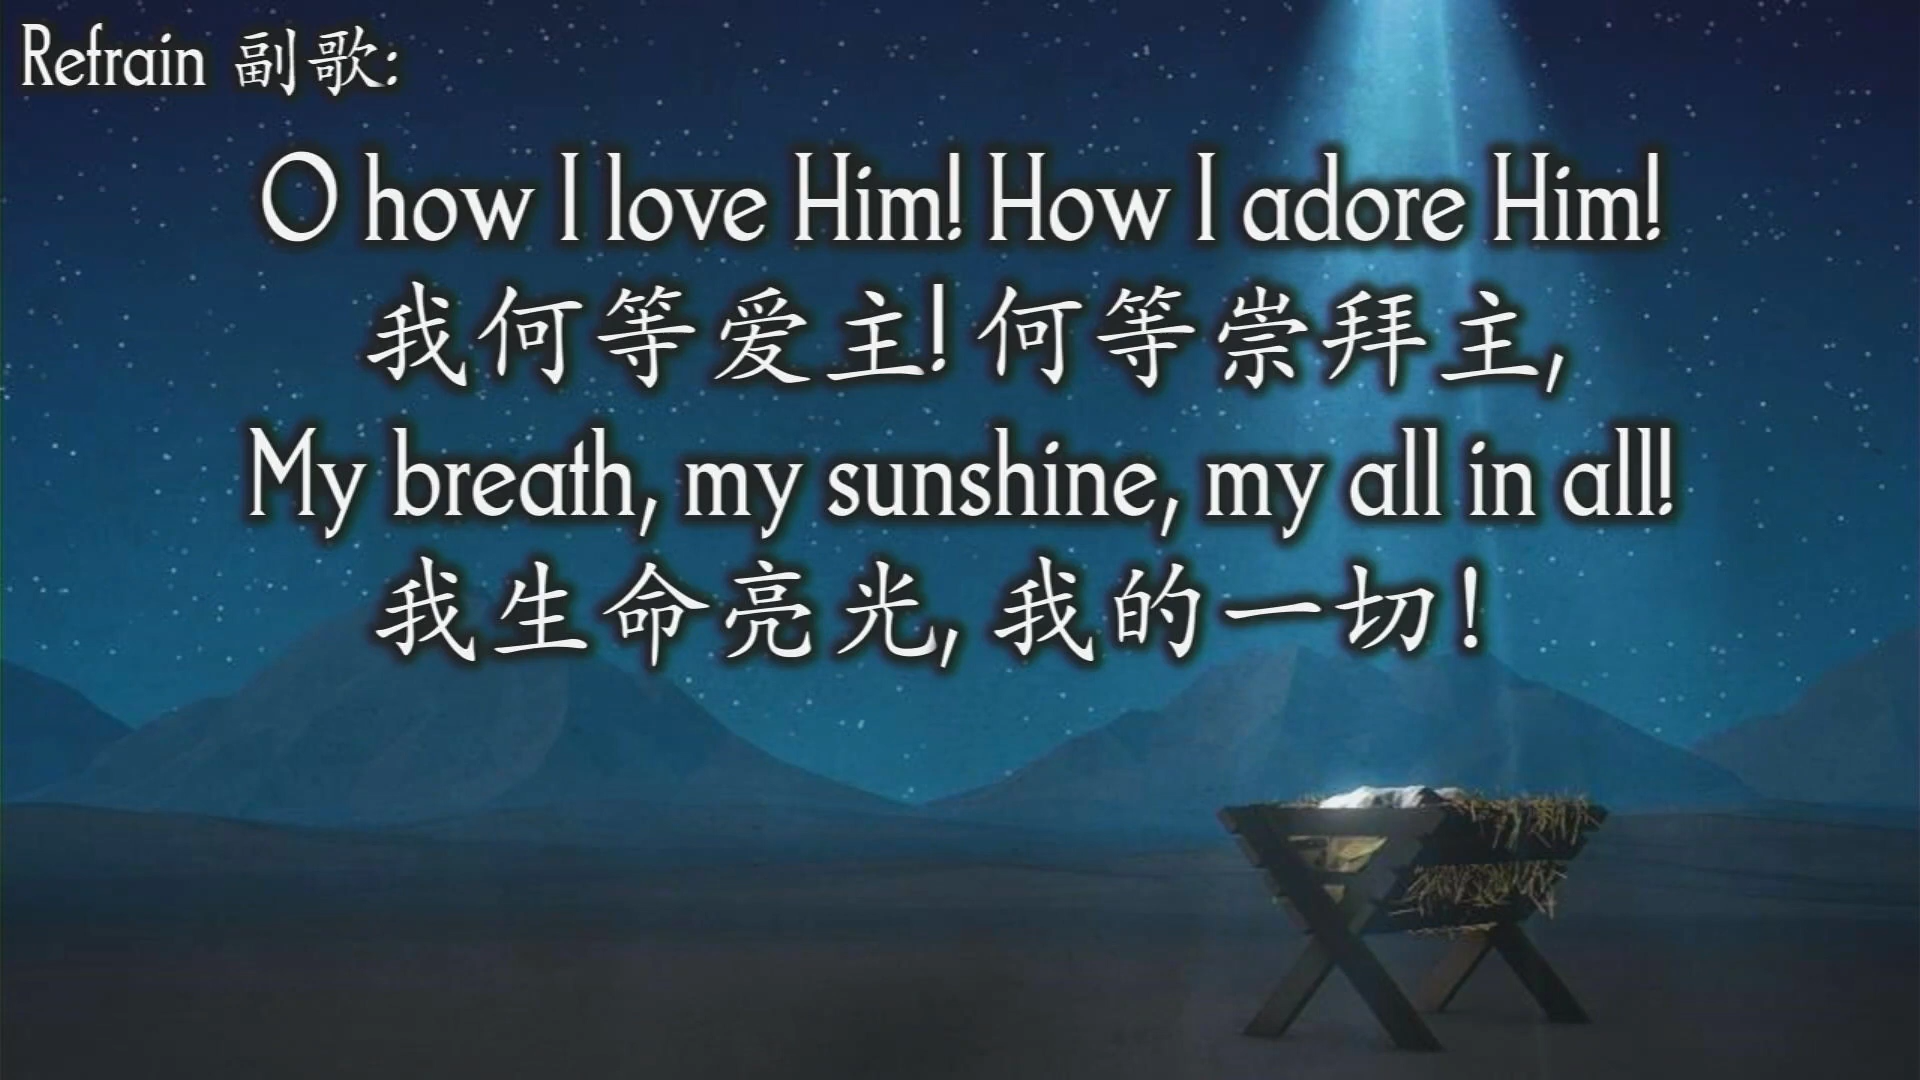 Refrain 副歌:
O how I love Him! How I adore Him!
我何等爱主! 何等崇拜主,
My breath, my sunshine, my all in all!
我生命亮光, 我的一切!